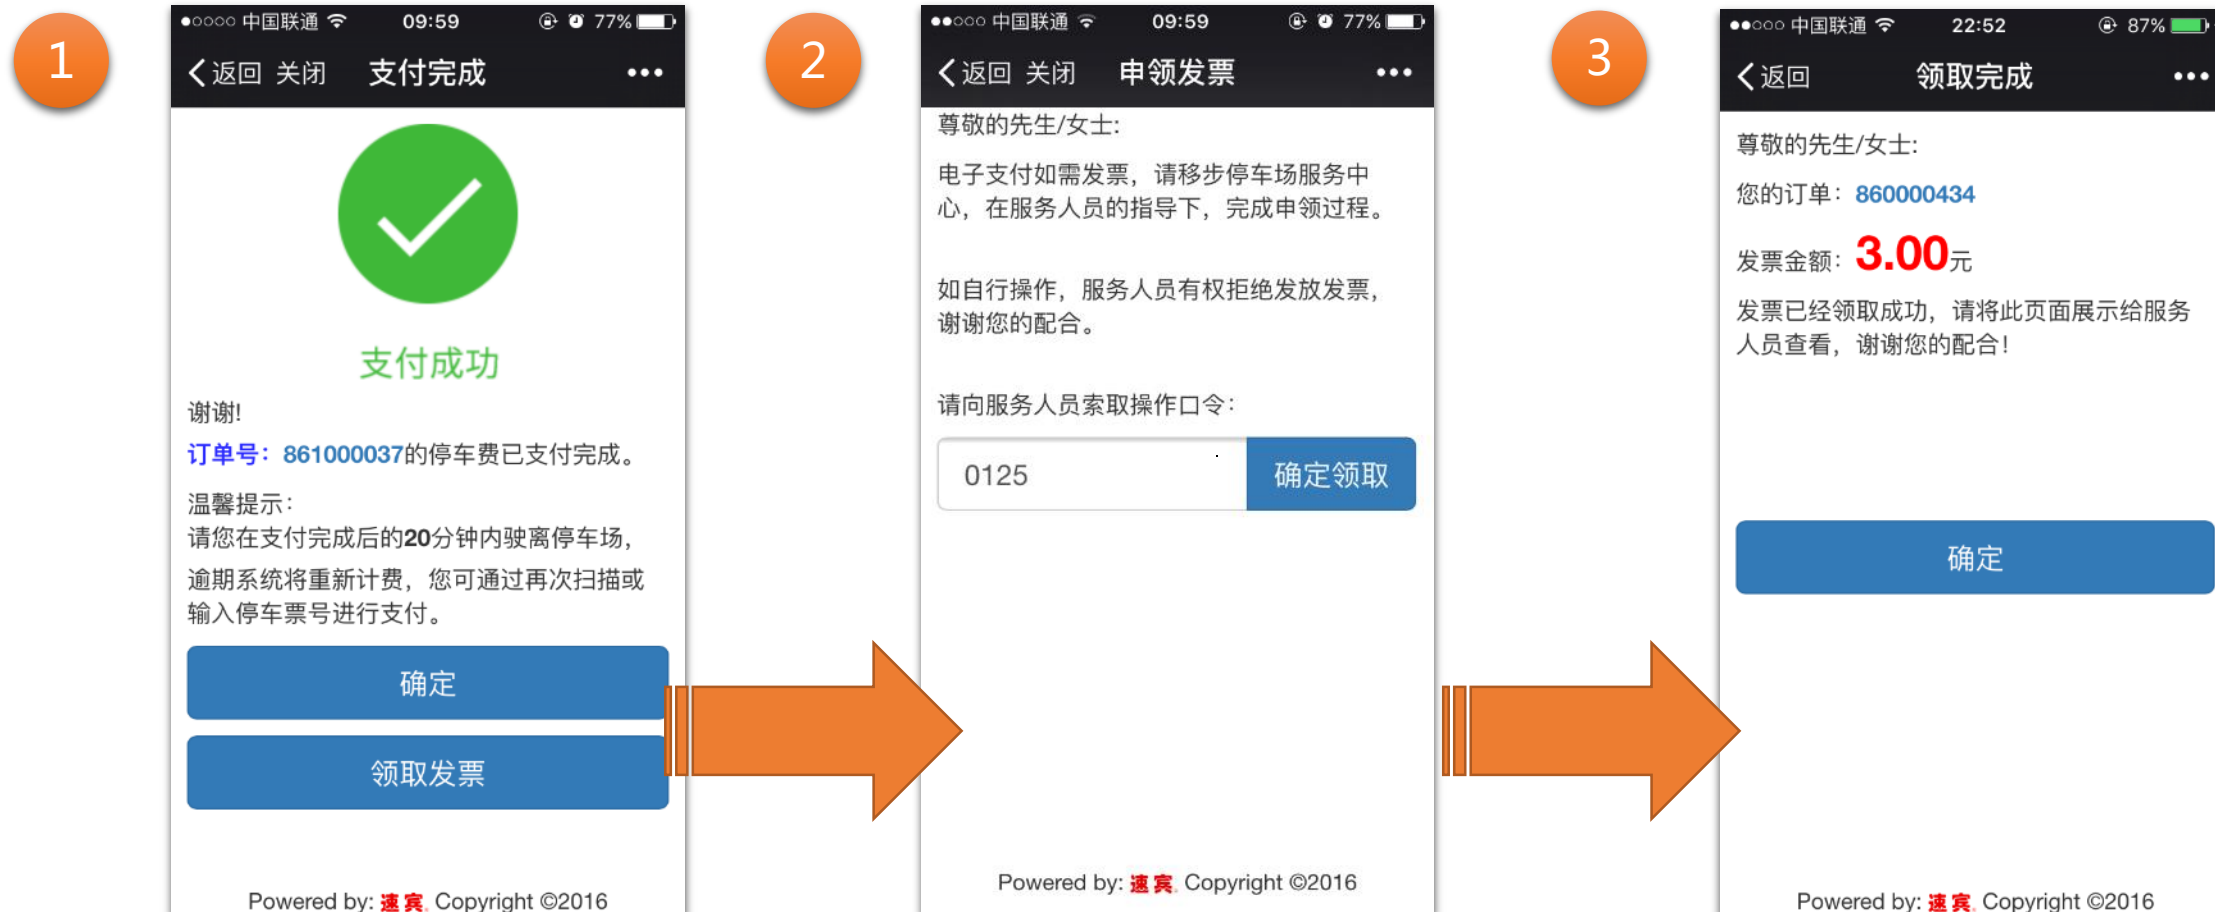 1
中国联通 09:59 77%
返回 关闭 支付完成
支付成功
谢谢!
订单号：861000037的停车费已支付完成。
温馨提示：
请您在支付完成后的20分钟内驶离停车场，
逾期系统将重新计费，您可通过再次扫描或
输入停车票号进行支付。
确定
领取发票
Powered by: 速宾. Copyright ©2016
2
中国联通 09:59 77%
返回 关闭 申领发票
尊敬的先生/女士:
电子支付如需发票，请移步停车场服务中
心，在服务人员的指导下，完成申领过程。
如自行操作，服务人员有权拒绝发放发票，
谢谢您的配合。
请向服务人员索取操作口令：
0125 确定领取
Powered by: 速宾. Copyright ©2016
3
中国联通 22:52 87%
返回 领取完成
尊敬的先生/女士:
您的订单：860000434
发票金额：3.00元
发票已经领取成功，请将此页面展示给服务
人员查看，谢谢您的配合！
确定
Powered by: 速宾. Copyright ©2016